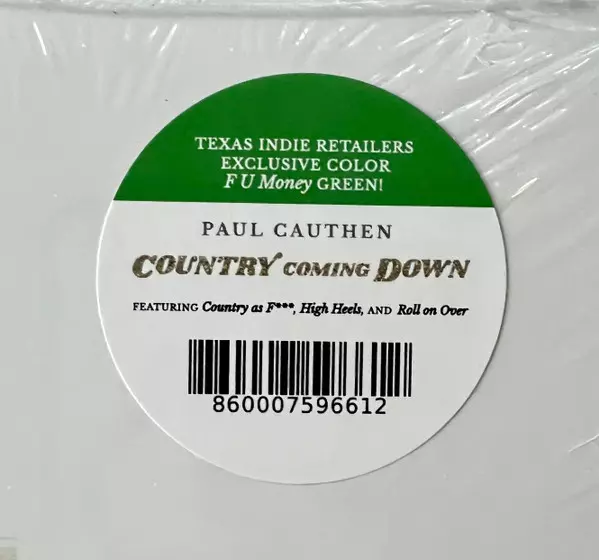 TEXAS INDIE RETAILERS
EXCLUSIVE COLOR
F U Money GREEN!
PAUL CAUTHEN
COUNTRY COMING DOWN
FEATURING Country as F***, High Heels, AND Roll on Over
860007596612